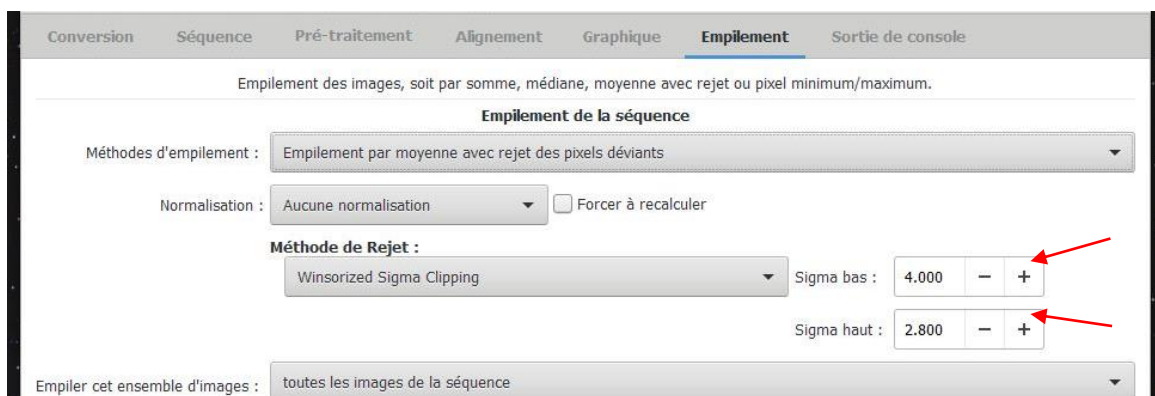 Conversion Séquence Pré-traitement Alignement Graphique Empilement Sortie de console
Empilement des images, soit par somme, médiane, moyenne avec rejet ou pixel minimum/maximum.
Empilement de la séquence
Méthodes d'empilement : Empilement par moyenne avec rejet des pixels déviants
Normalisation : Aucune normalisation Forcer à recalculer
Méthode de Rejet :
Winsorized Sigma Clipping Sigma bas : 4.000 − +
Sigma haut : 2.800 − +
Empiler cet ensemble d'images : toutes les images de la séquence